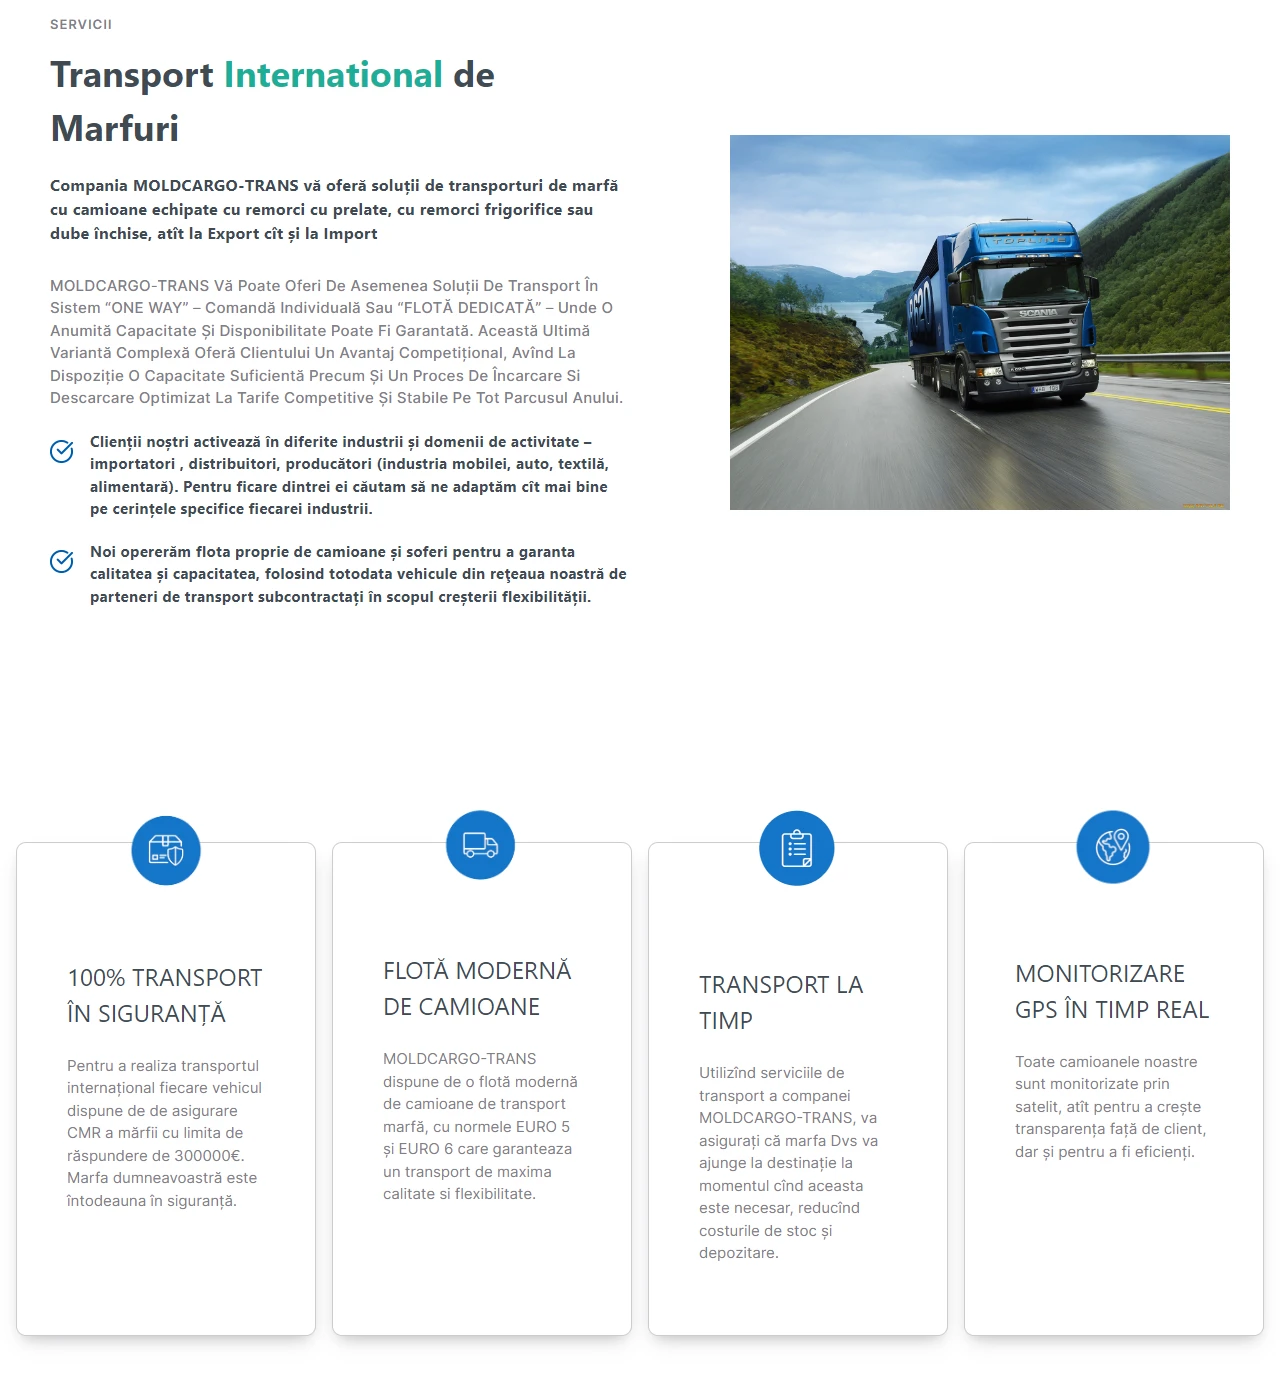 SERVICII
Transport International de
Marfuri
Compania MOLDCARGO-TRANS vă oferă soluții de transporturi de marfă
cu camioane echipate cu remorci cu prelate, cu remorci frigorifice sau
dube închise, atît la Export cît și la Import
MOLDCARGO-TRANS Vă Poate Oferi De Asemenea Soluții De Transport În
Sistem “ONE WAY” – Comandă Individuală Sau “FLOTĂ DEDICATĂ” – Unde O
Anumită Capacitate Și Disponibilitate Poate Fi Garantată. Această Ultimă
Variantă Complexă Oferă Clientului Un Avantaj Competițional, Avînd La
Dispoziție O Capacitate Suficientă Precum Și Un Proces De Încarcare Si
Descarcare Optimizat La Tarife Competitive Și Stabile Pe Tot Parcusul Anului.
Clienții noștri activează în diferite industrii și domenii de activitate –
importatori , distribuitori, producători (industria mobilei, auto, textilă,
alimentară). Pentru ficare dintrei ei căutam să ne adaptăm cît mai bine
pe cerințele specifice fiecarei industrii.
Noi opererăm flota proprie de camioane și soferi pentru a garanta
calitatea și capacitatea, folosind totodata vehicule din reţeaua noastră de
parteneri de transport subcontractați în scopul creșterii flexibilității.
TOPLINE
SCANIA
R620
100% TRANSPORT
ÎN SIGURANȚĂ
Pentru a realiza transportul
internațional fiecare vehicul
dispune de de asigurare
CMR a mărfii cu limita de
răspundere de 300000€.
Marfa dumneavoastră este
întodeauna în siguranță.
FLOTĂ MODERNĂ
DE CAMIOANE
MOLDCARGO-TRANS
dispune de o flotă modernă
de camioane de transport
marfă, cu normele EURO 5
și EURO 6 care garanteaza
un transport de maxima
calitate si flexibilitate.
TRANSPORT LA
TIMP
Utilizînd serviciile de
transport a companei
MOLDCARGO-TRANS, va
asigurați că marfa Dvs va
ajunge la destinație la
momentul cînd aceasta
este necesar, reducînd
costurile de stoc și
depozitare.
MONITORIZARE
GPS ÎN TIMP REAL
Toate camioanele noastre
sunt monitorizate prin
satelit, atît pentru a crește
transparența față de client,
dar și pentru a fi eficienți.